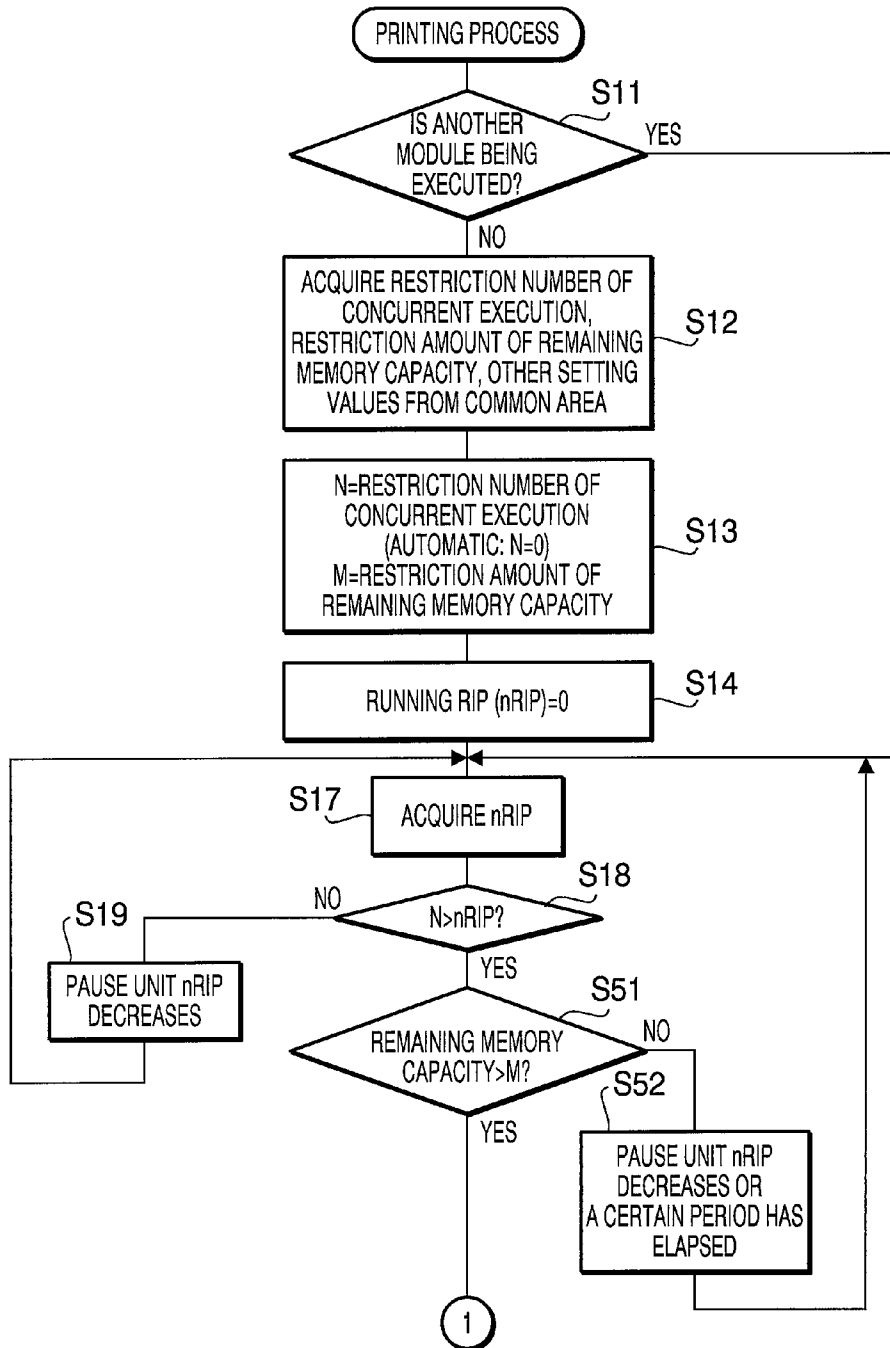 PRINTING PROCESS
S11
IS ANOTHER
MODULE BEING
EXECUTED?
YES
NO
ACQUIRE RESTRICTION NUMBER OF
CONCURRENT EXECUTION,
RESTRICTION AMOUNT OF REMAINING
MEMORY CAPACITY, OTHER SETTING
VALUES FROM COMMON AREA
S12
N=RESTRICTION NUMBER OF
CONCURRENT EXECUTION
(AUTOMATIC: N=0)
M=RESTRICTION AMOUNT OF
REMAINING MEMORY CAPACITY
S13
RUNNING RIP (nRIP)=0
S14
S17
ACQUIRE nRIP
S18
N>nRIP?
NO
YES
S19
PAUSE UNIT nRIP
DECREASES
S51
REMAINING MEMORY
CAPACITY>M?
NO
YES
S52
PAUSE UNIT nRIP
DECREASES OR
A CERTAIN PERIOD HAS
ELAPSED
1